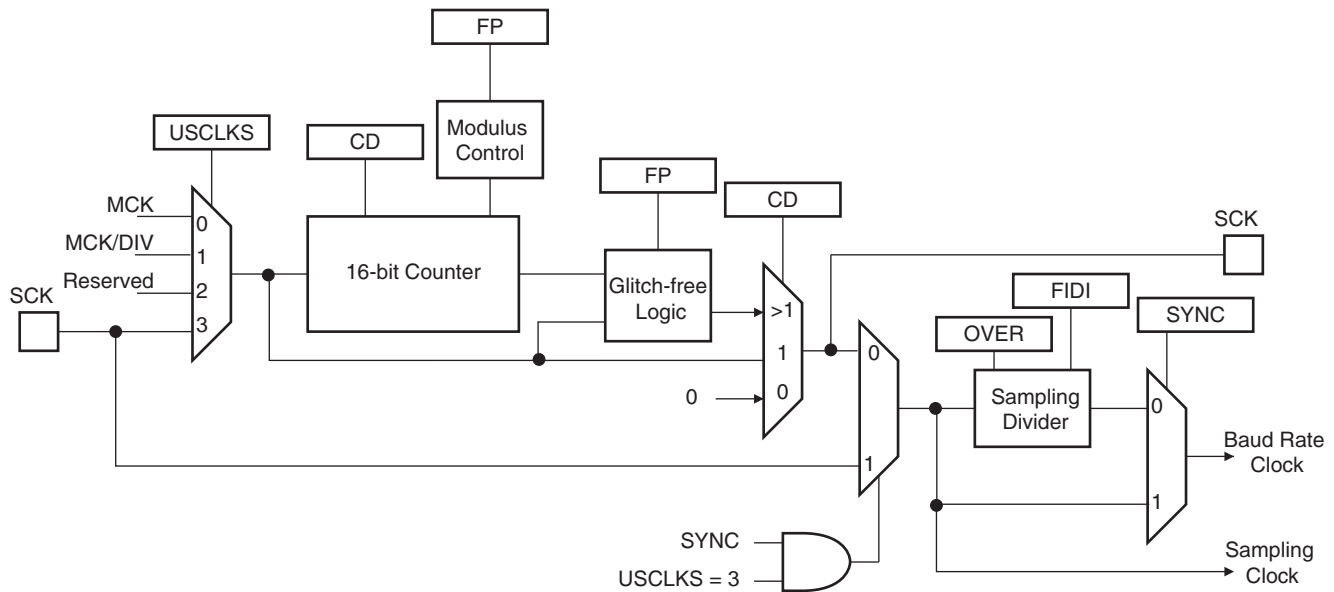 FP
USCLKS
CD
Modulus
Control
FP
CD
MCK
0
MCK/DIV
1
Reserved
2
SCK
3
16-bit Counter
Glitch-free
Logic
>1
1
0
0
SCK
FIDI
SYNC
OVER
0
1
Sampling
Divider
0
1
Baud Rate
Clock
SYNC
USCLKS = 3
Sampling
Clock